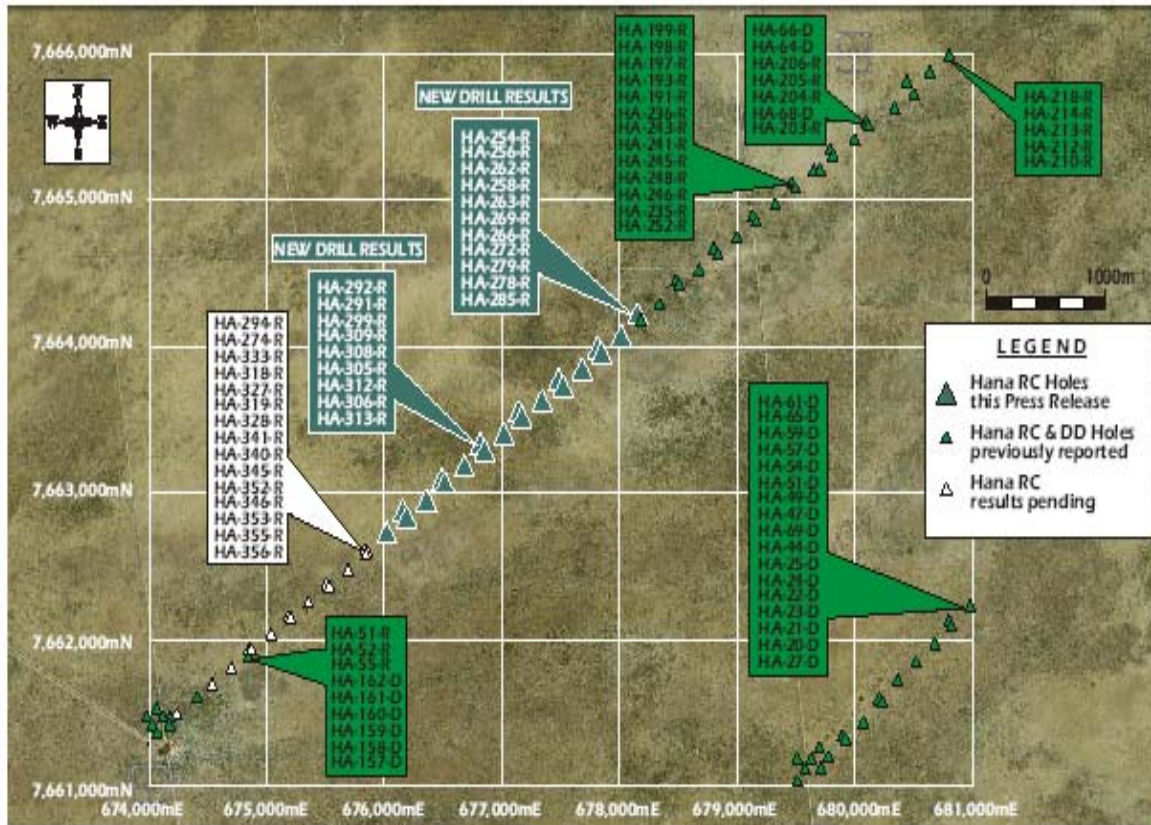 7,666,000mN
7,665,000mN
7,664,000mN
7,663,000mN
7,662,000mN
7,661,000mN
674,000mE
675,000mE
676,000mE
677,000mE
678,000mE
679,000mE
680,000mE
681,000mE
N
W
E
S
NEW DRILL RESULTS
HA-254-R
HA-256-R
HA-262-R
HA-258-R
HA-263-R
HA-269-R
HA-266-R
HA-272-R
HA-279-R
HA-278-R
HA-285-R
NEW DRILL RESULTS
HA-292-R
HA-291-R
HA-299-R
HA-309-R
HA-308-R
HA-305-R
HA-312-R
HA-306-R
HA-313-R
HA-294-R
HA-274-R
HA-333-R
HA-318-R
HA-327-R
HA-319-R
HA-328-R
HA-341-R
HA-340-R
HA-345-R
HA-352-R
HA-346-R
HA-353-R
HA-355-R
HA-356-R
HA-51-R
HA-52-R
HA-55-R
HA-162-D
HA-161-D
HA-160-D
HA-159-D
HA-158-D
HA-157-D
HA-199-R
HA-198-R
HA-197-R
HA-193-R
HA-191-R
HA-236-R
HA-243-R
HA-241-R
HA-245-R
HA-248-R
HA-246-R
HA-235-R
HA-252-R
HA-66-D
HA-64-D
HA-206-R
HA-205-R
HA-204-R
HA-68-D
HA-203-R
HA-218-R
HA-214-R
HA-213-R
HA-212-R
HA-210-R
HA-61-D
HA-65-D
HA-59-D
HA-57-D
HA-54-D
HA-51-D
HA-49-D
HA-47-D
HA-69-D
HA-44-D
HA-25-D
HA-24-D
HA-22-D
HA-23-D
HA-21-D
HA-20-D
HA-27-D
0
1000m
LEGEND
Hana RC Holes
this Press Release
Hana RC & DD Holes
previously reported
Hana RC
results pending